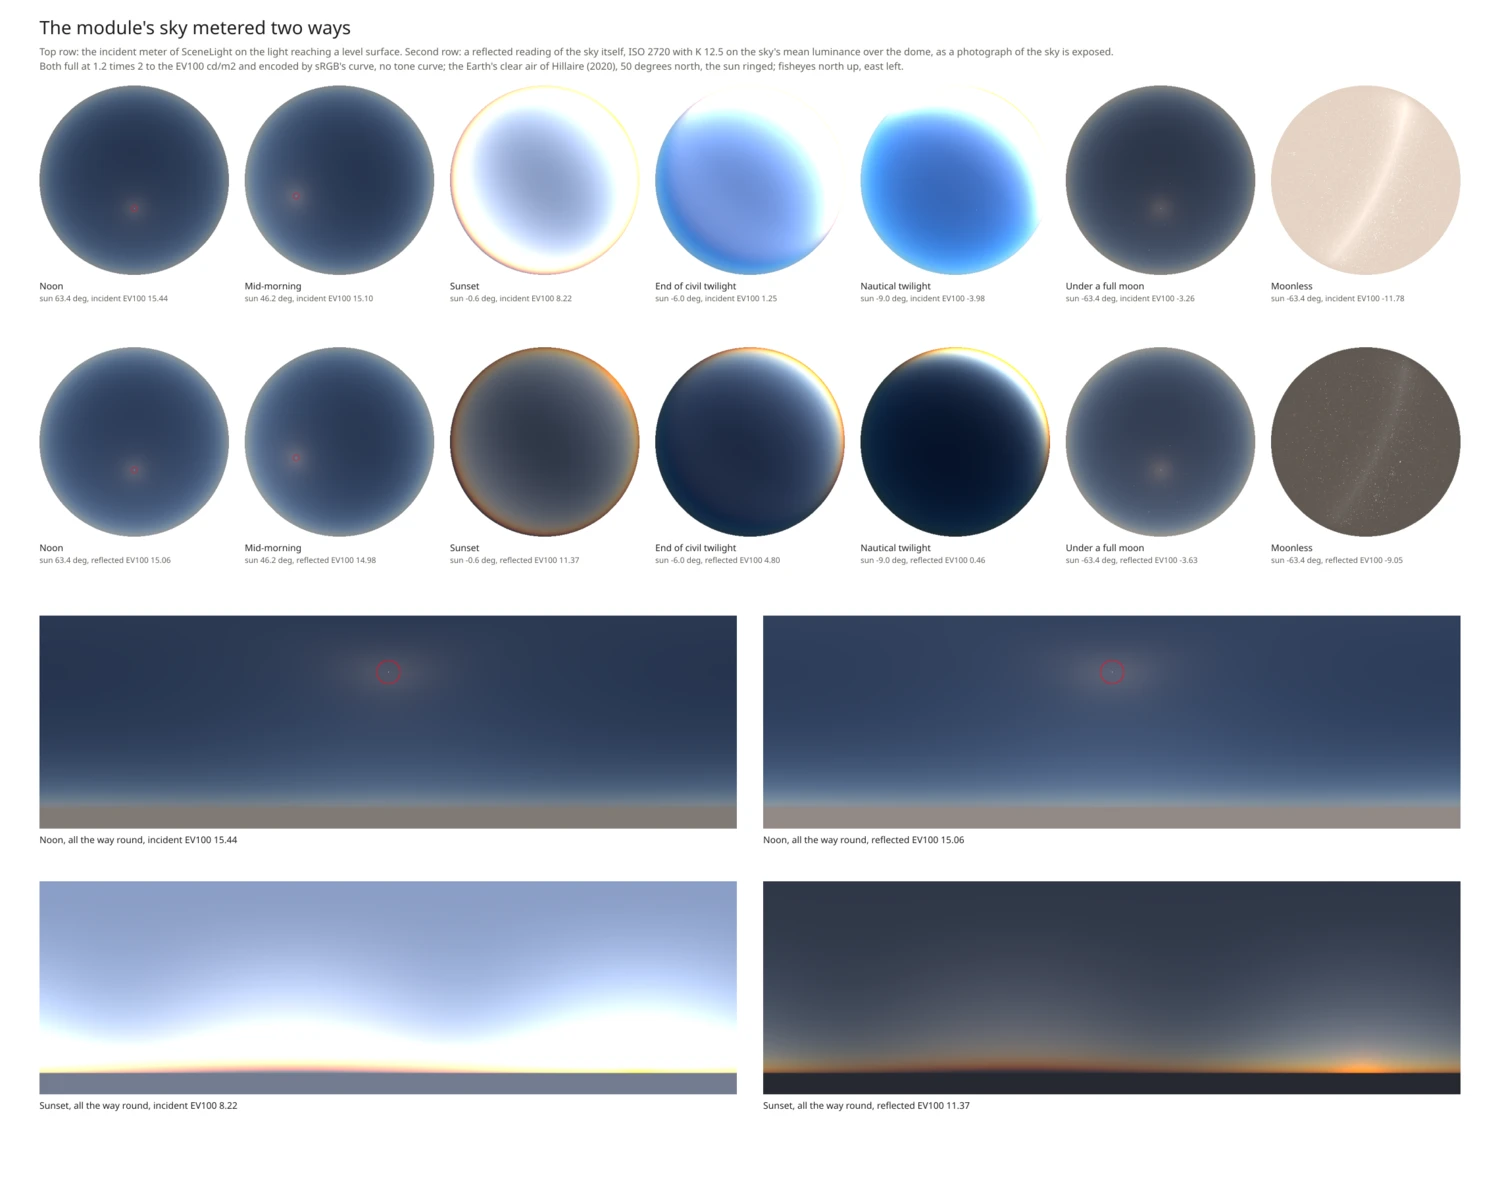 The module's sky metered two ways
Top row: the incident meter of SceneLight on the light reaching a level surface. Second row: a reflected reading of the sky itself, ISO 2720 with K 12.5 on the sky's mean luminance over the dome, as a photograph of the sky is exposed.
Both full at 1.2 times 2 to the EV100 cd/m2 and encoded by sRGB's curve, no tone curve; the Earth's clear air of Hillaire (2020), 50 degrees north, the sun ringed; fisheyes north up, east left.
Noon
sun 63.4 deg, incident EV100 15.44
Mid-morning
sun 46.2 deg, incident EV100 15.10
Sunset
sun -0.6 deg, incident EV100 8.22
End of civil twilight
sun -6.0 deg, incident EV100 1.25
Nautical twilight
sun -9.0 deg, incident EV100 -3.98
Under a full moon
sun -63.4 deg, incident EV100 -3.26
Moonless
sun -63.4 deg, incident EV100 -11.78
Noon
sun 63.4 deg, reflected EV100 15.06
Mid-morning
sun 46.2 deg, reflected EV100 14.98
Sunset
sun -0.6 deg, reflected EV100 11.37
End of civil twilight
sun -6.0 deg, reflected EV100 4.80
Nautical twilight
sun -9.0 deg, reflected EV100 0.46
Under a full moon
sun -63.4 deg, reflected EV100 -3.63
Moonless
sun -63.4 deg, reflected EV100 -9.05
Noon, all the way round, incident EV100 15.44
Noon, all the way round, reflected EV100 15.06
Sunset, all the way round, incident EV100 8.22
Sunset, all the way round, reflected EV100 11.37